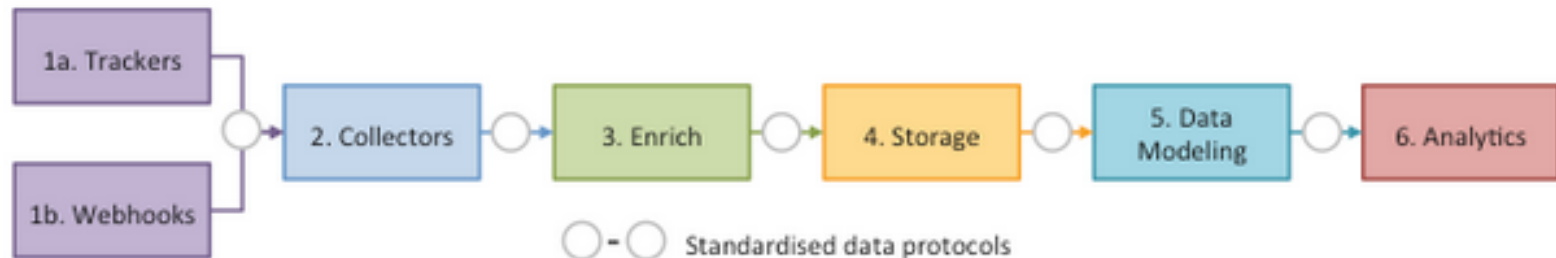 1a. Trackers
1b. Webhooks
2. Collectors
3. Enrich
4. Storage
5. Data
Modeling
6. Analytics
- Standardised data protocols